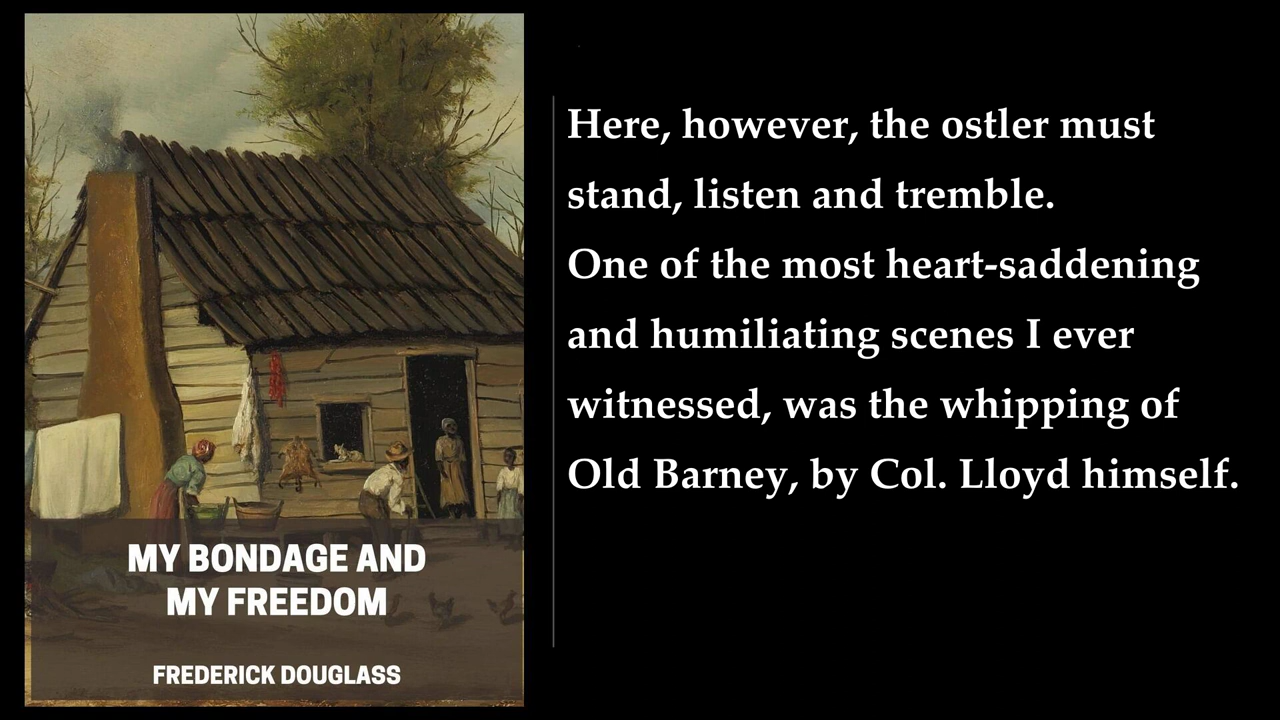 Here, however, the ostler must
stand, listen and tremble.
One of the most heart-saddening
and humiliating scenes I ever
witnessed, was the whipping of
Old Barney, by Col. Lloyd himself.
MY BONDAGE AND
MY FREEDOM
FREDERICK DOUGLASS